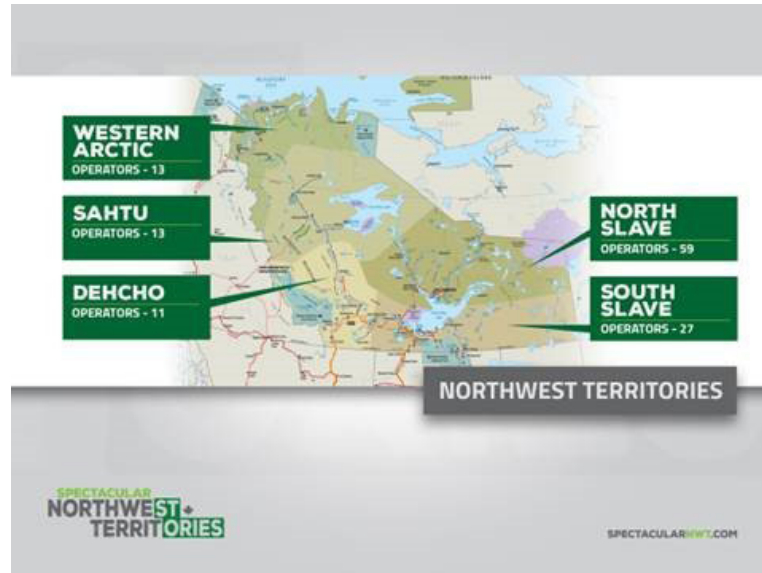 WESTERN
ARCTIC
OPERATORS - 13
SAHTU
OPERATORS - 13
DEHCHO
OPERATORS - 11
NORTH
SLAVE
OPERATORS - 59
SOUTH
SLAVE
OPERATORS - 27
NORTHWEST TERRITORIES
SPECTACULAR
NORTHWEST
TERRITORIES
SPECTACULARNWT.COM